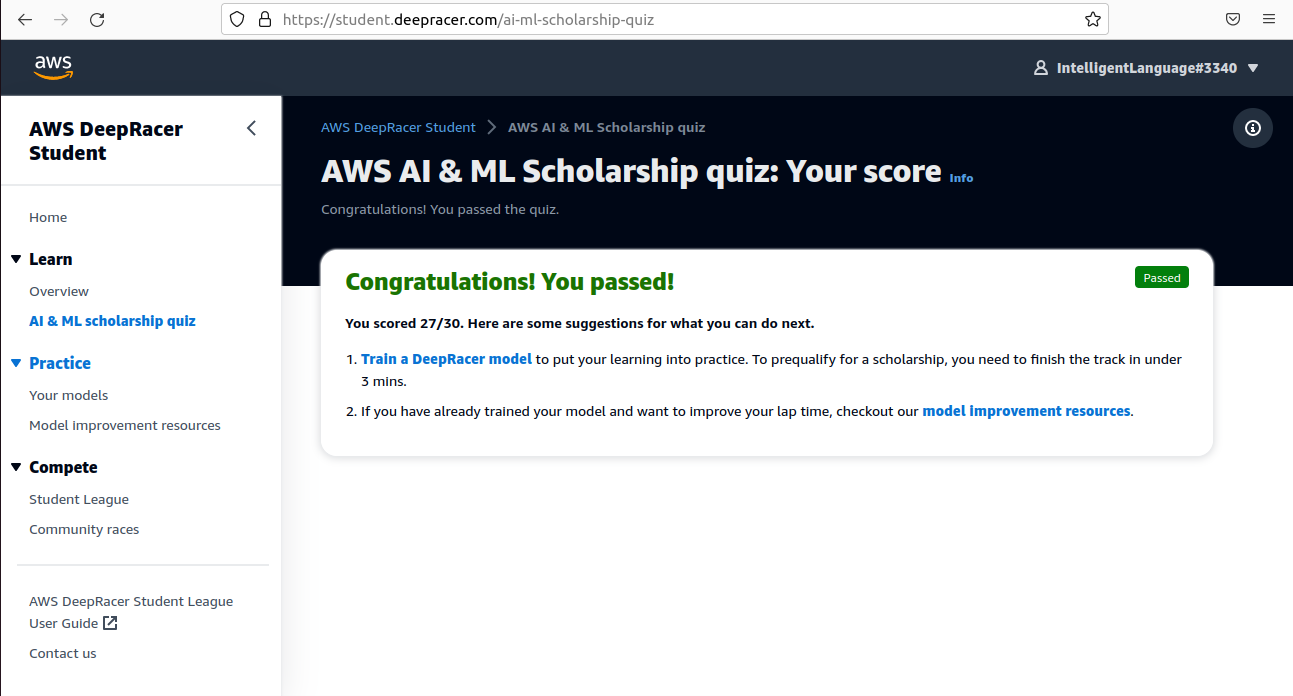 https://student.deepracer.com/ai-ml-scholarship-quiz
aws
IntelligentLanguage#3340
AWS DeepRacer
Student
Home
Learn
Overview
AI & ML scholarship quiz
Practice
Your models
Model improvement resources
Compete
Student League
Community races
AWS DeepRacer Student League
User Guide
Contact us
AWS DeepRacer Student > AWS AI & ML Scholarship quiz
AWS AI & ML Scholarship quiz: Your score Info
Congratulations! You passed the quiz.
Congratulations! You passed!
Passed
You scored 27/30. Here are some suggestions for what you can do next.
1. Train a DeepRacer model to put your learning into practice. To prequalify for a scholarship, you need to finish the track in under
3 mins.
2. If you have already trained your model and want to improve your lap time, checkout our model improvement resources.